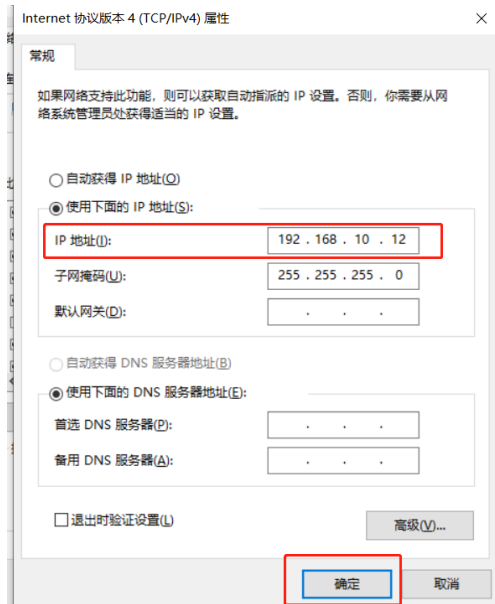 Internet 协议版本 4 (TCP/IPv4) 属性
常规
如果网络支持此功能，则可以获取自动指派的 IP 设置。否则，你需要从网
络系统管理员处获得适当的 IP 设置。
自动获得 IP 地址(O)
使用下面的 IP 地址(S):
IP 地址(I): 192 . 168 . 10 . 12
子网掩码(U): 255 . 255 . 255 . 0
默认网关(D): . . .
自动获得 DNS 服务器地址(B)
使用下面的 DNS 服务器地址(E):
首选 DNS 服务器(P): . . .
备用 DNS 服务器(A): . . .
退出时验证设置(L)
高级(V)...
确定 取消